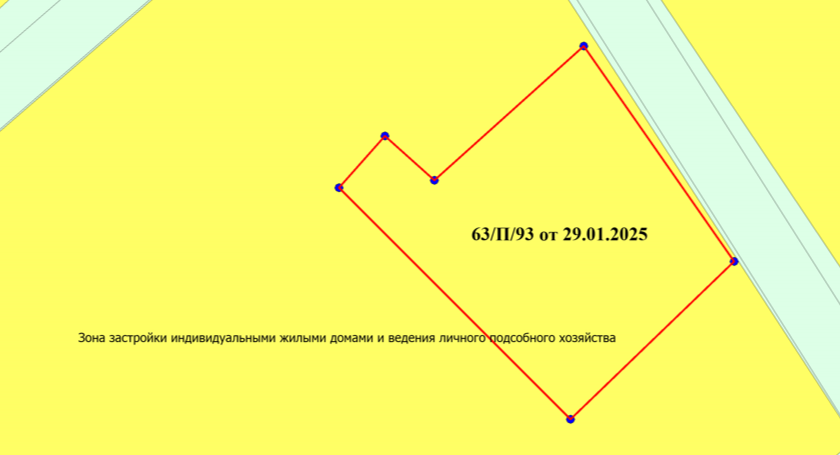 63/П/93 от 29.01.2025
Зона застройки индивидуальными жилыми домами и ведения личного подсобного хозяйства